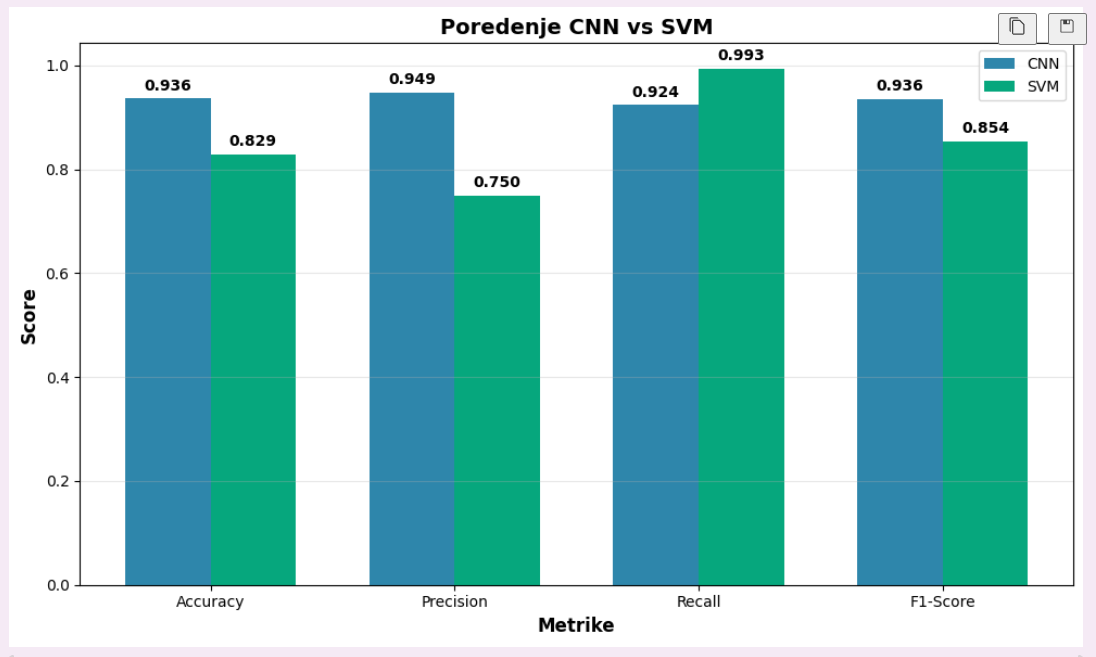 Poređenje CNN vs SVM
CNN
SVM
Score
1.0
0.8
0.6
0.4
0.2
0.0
0.936
0.829
0.949
0.750
0.924
0.993
0.936
0.854
Accuracy
Precision
Recall
F1-Score
Metrike